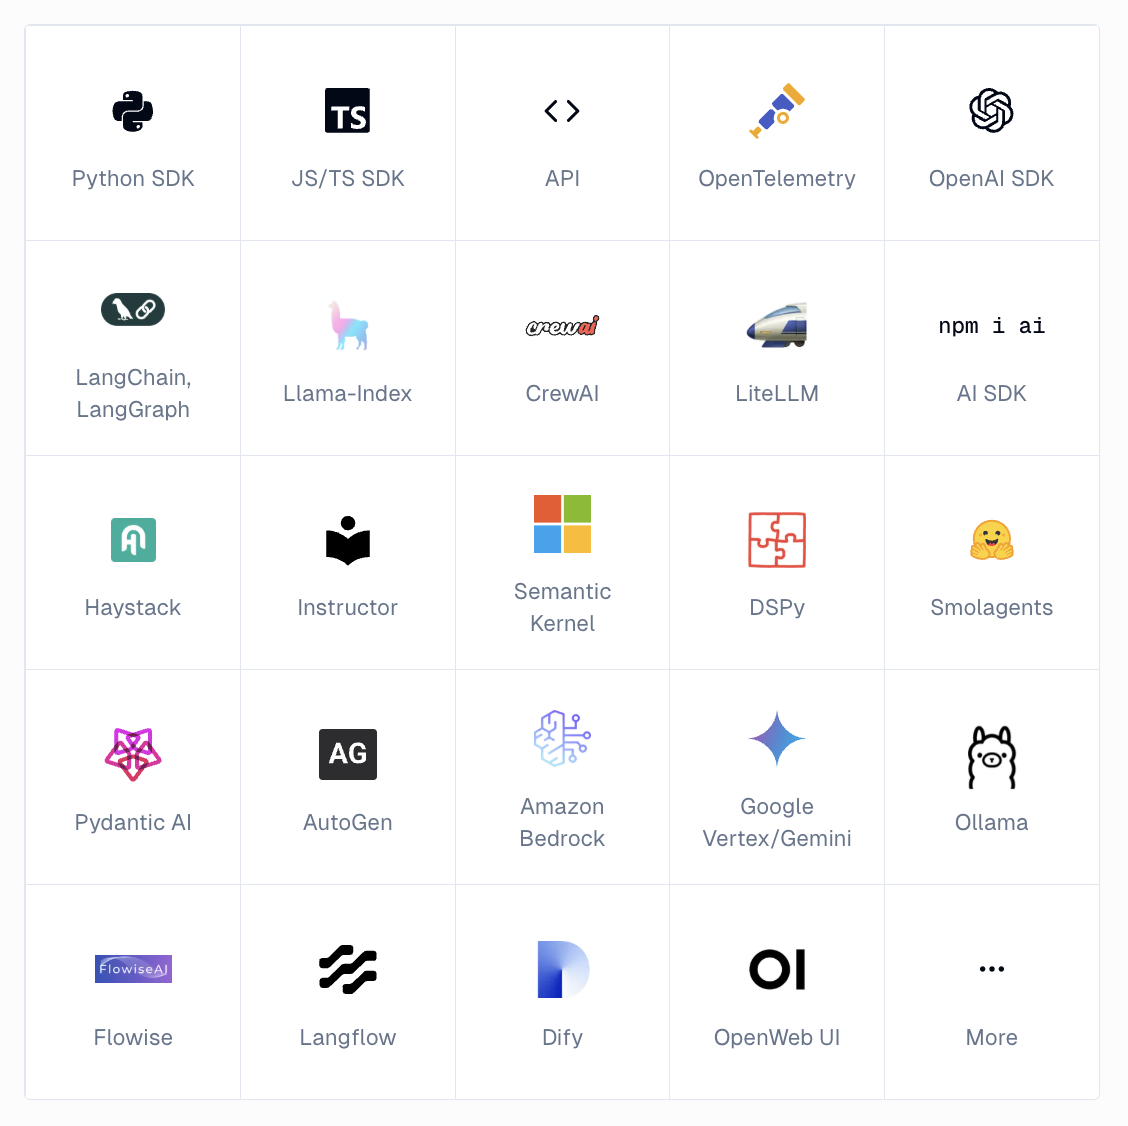 TS
Python SDK
JS/TS SDK
API
OpenTelemetry
OpenAI SDK
crewai
npm i ai
LangChain,
LangGraph
Llama-Index
CrewAI
LiteLLM
AI SDK
Haystack
Instructor
Semantic
Kernel
DSPy
Smolagents
AG
Pydantic AI
AutoGen
Amazon
Bedrock
Google
Vertex/Gemini
Ollama
FlowiseAI
OI
Flowise
Langflow
Dify
OpenWeb UI
More